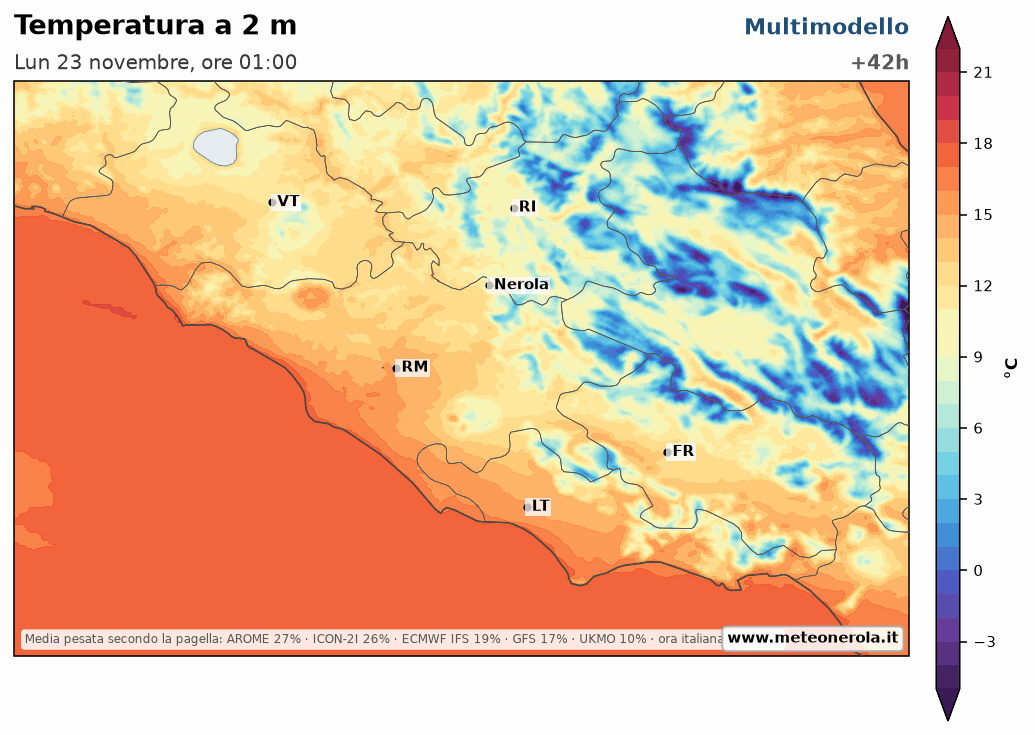 Temperatura a 2 m
Multimodello
Lun 23 novembre, ore 01:00
+42h
VT
RI
Nerola
RM
FR
LT
21
18
15
12
9
6
3
0
−3
°C
Media pesata secondo la pagella: AROME 27% · ICON-2I 26% · ECMWF IFS 19% · GFS 17% · UKMO 10% · ora italiana
www.meteonerola.it